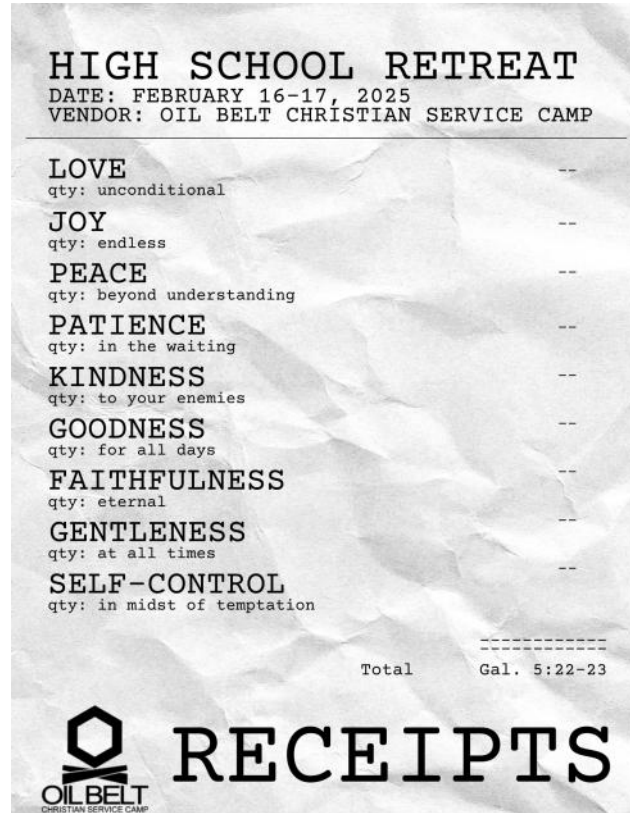 HIGH SCHOOL RETREAT
DATE: FEBRUARY 16-17, 2025
VENDOR: OIL BELT CHRISTIAN SERVICE CAMP
LOVE --
qty: unconditional
JOY --
qty: endless
PEACE --
qty: beyond understanding
PATIENCE --
qty: in the waiting
KINDNESS --
qty: to your enemies
GOODNESS --
qty: for all days
FAITHFULNESS --
qty: eternal
GENTLENESS --
qty: at all times
SELF-CONTROL --
qty: in midst of temptation
============
Total Gal. 5:22-23
RECEIPTS
OIL BELT
CHRISTIAN SERVICE CAMP